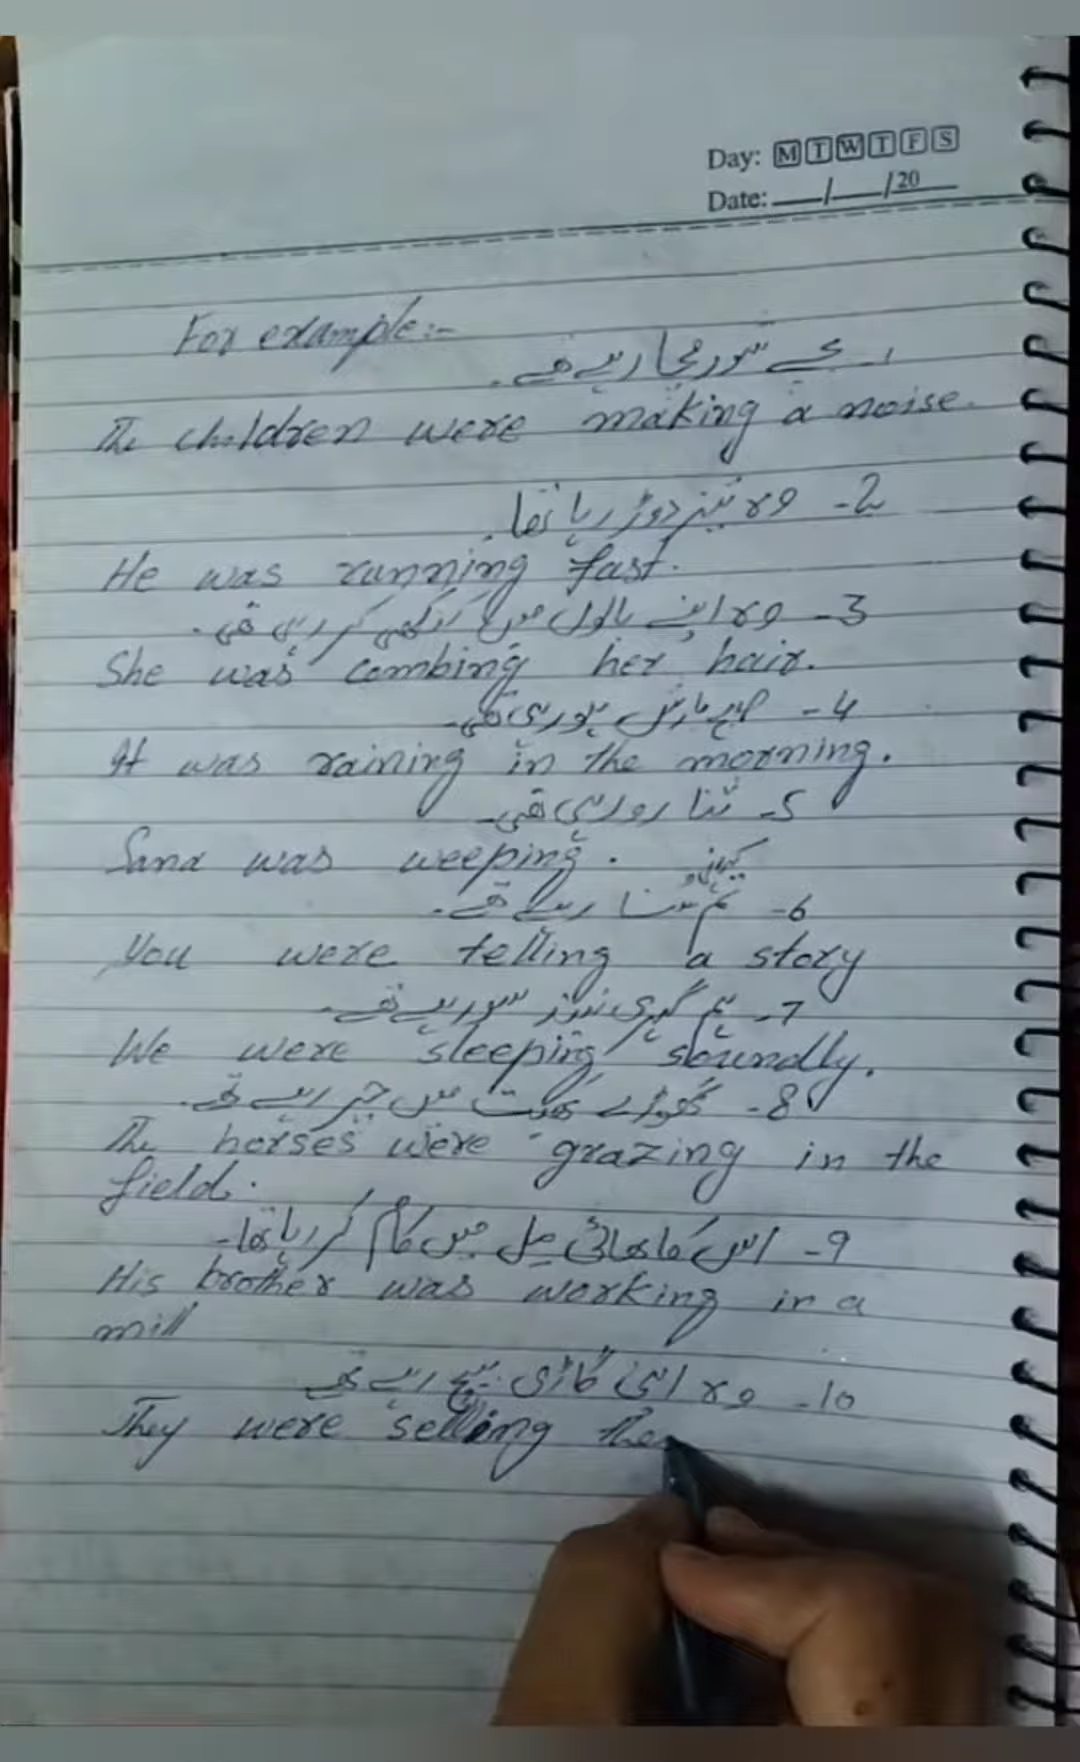 Day: M T W T F S
Date: ___/___/20___
For example:-
1۔ بچے شور مچا رہے تھے۔
The children were making a noise.
2۔ وہ تیز دوڑ رہا تھا۔
He was running fast.
3۔ وہ اپنے بالوں میں کنگھی کر رہی تھی۔
She was combing her hair.
4۔ صبح بارش ہو رہی تھی۔
It was raining in the morning.
5۔ ثنا رو رہی تھی۔
Sana was weeping.
کہانی
6۔ تم سنا رہے تھے۔
You were telling a story
7۔ ہم گہری نیند سو رہے تھے۔
We were sleeping soundly.
8۔ گھوڑے کھیت میں چر رہے تھے۔
The horses were grazing in the
field.
9۔ اس کا بھائی مل میں کام کر رہا تھا۔
His brother was working in a
mill
10۔ وہ اپنی گاڑی بیچ رہے تھے
They were selling the